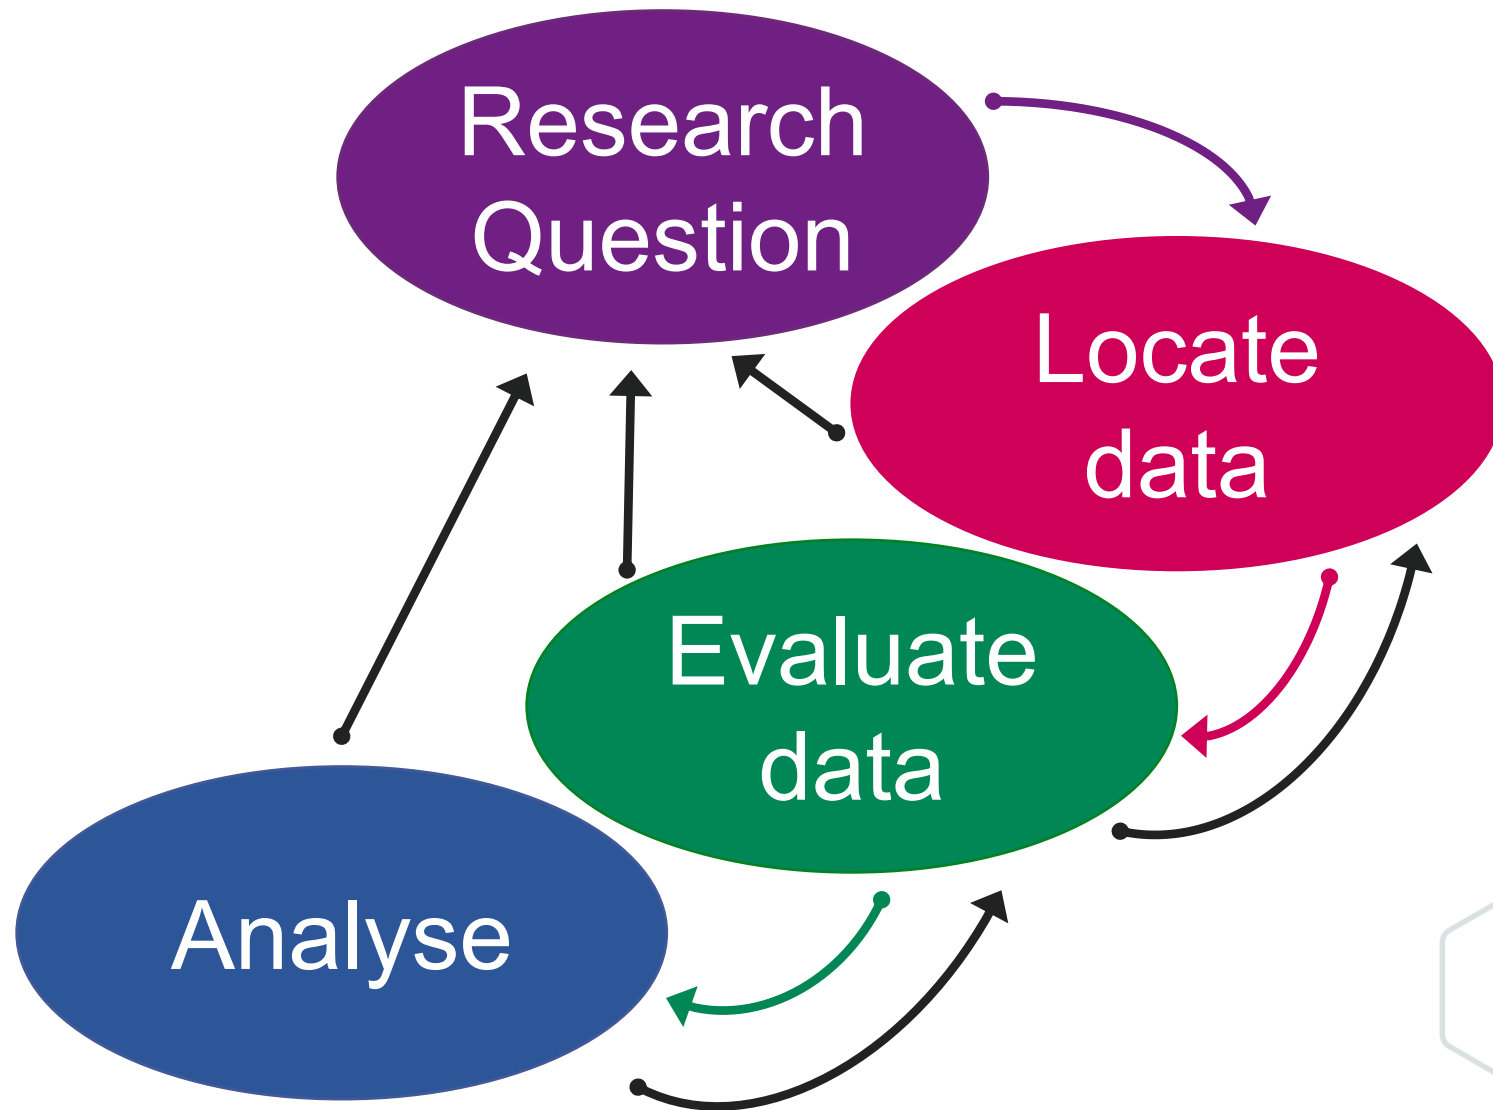 Research
Question
Locate
data
Evaluate
data
Analyse